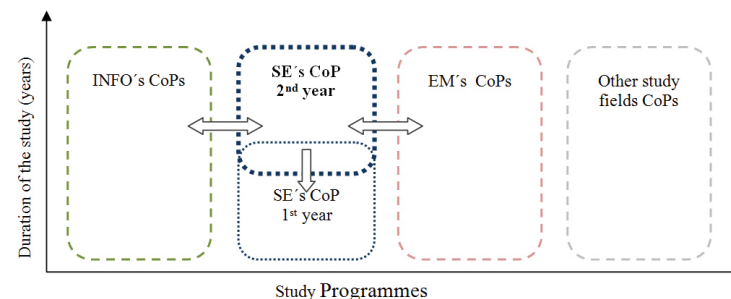 Duration of the study (years)
INFO´s CoPs
SE´s CoP
2nd year
EM´s CoPs
Other study
fields CoPs
SE´s CoP
1st year
Study Programmes